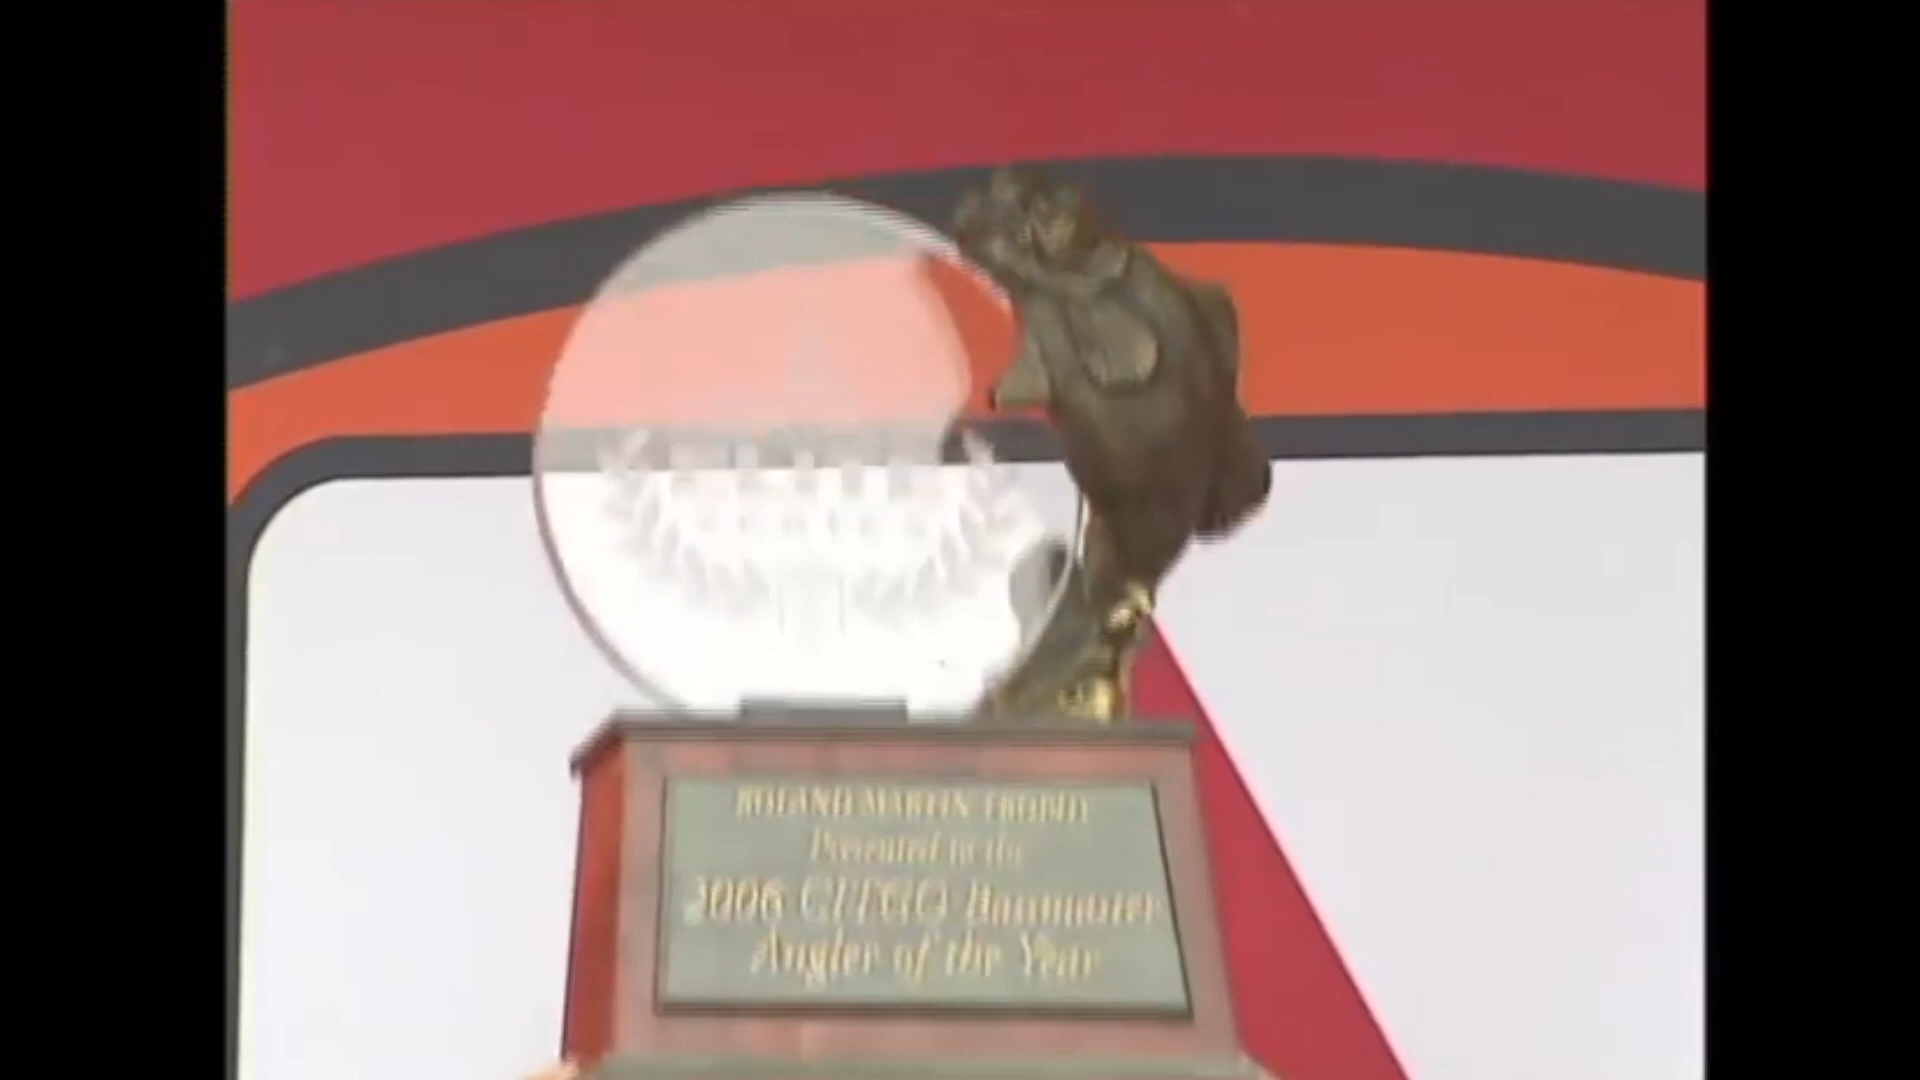 ROLAND MARTIN TROPHY
Presented to the
2006 CITGO Bassmaster
Angler of the Year